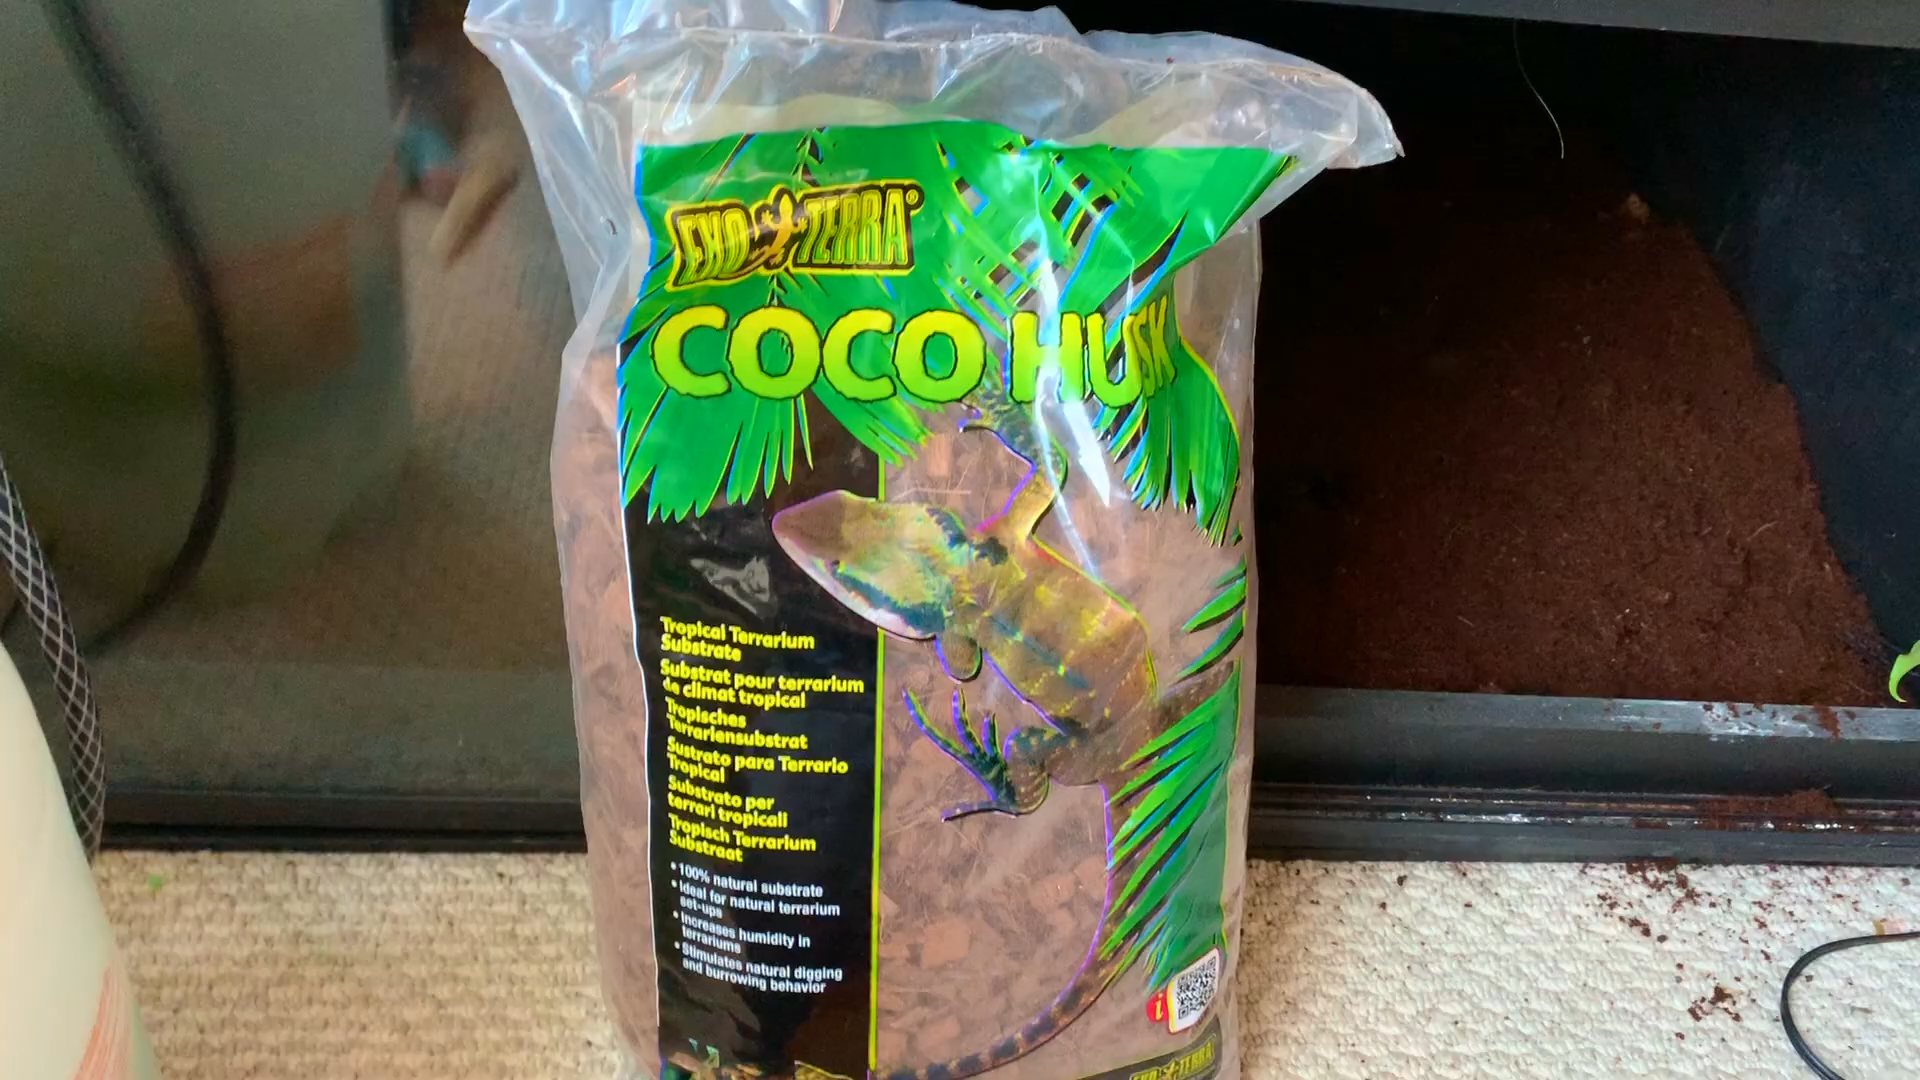 EXO TERRA®
COCO HUSK
Tropical Terrarium
Substrate
Substrat pour terrarium
de climat tropical
Tropisches
Terrariensubstrat
Sustrato para Terrario
Tropical
Substrato per
terrari tropicali
Tropisch Terrarium
Substraat
• 100% natural substrate
• Ideal for natural terrarium
set-ups
• Increases humidity in
terrariums
• Stimulates natural digging
and burrowing behavior
i
EXO TERRA